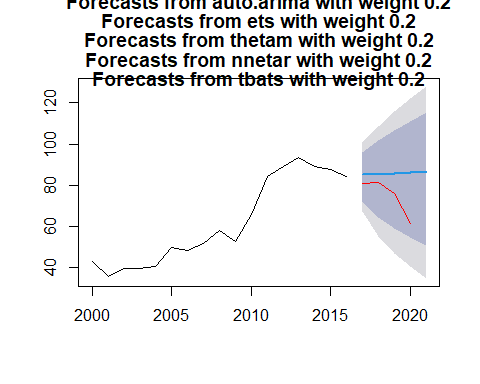 Forecasts from auto.arima with weight 0.2
Forecasts from ets with weight 0.2
Forecasts from thetam with weight 0.2
Forecasts from nnetar with weight 0.2
Forecasts from tbats with weight 0.2
120
100
80
60
40
2000 2005 2010 2015 2020